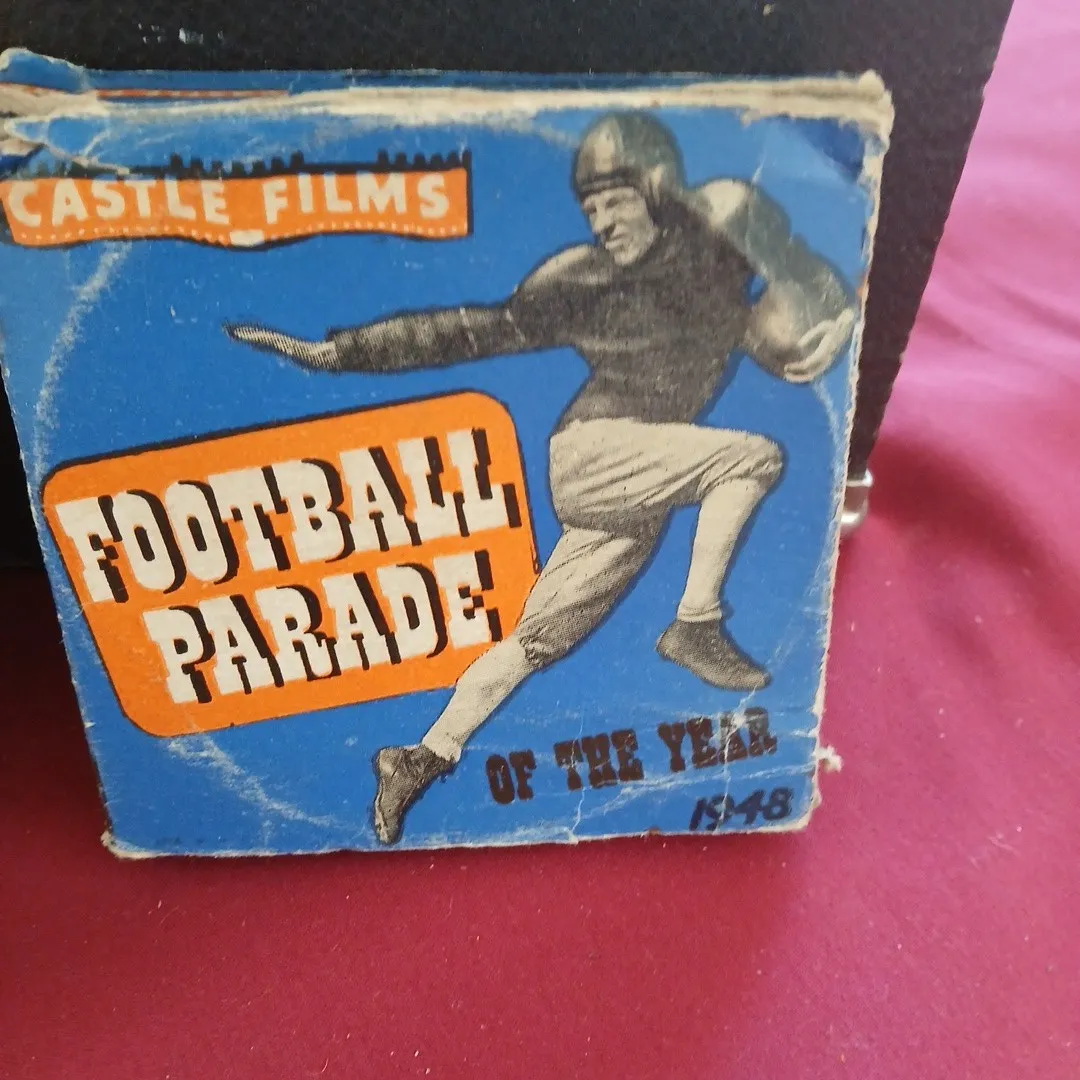 CASTLE FILMS
FOOTBALL
PARADE
OF THE YEAR
1948